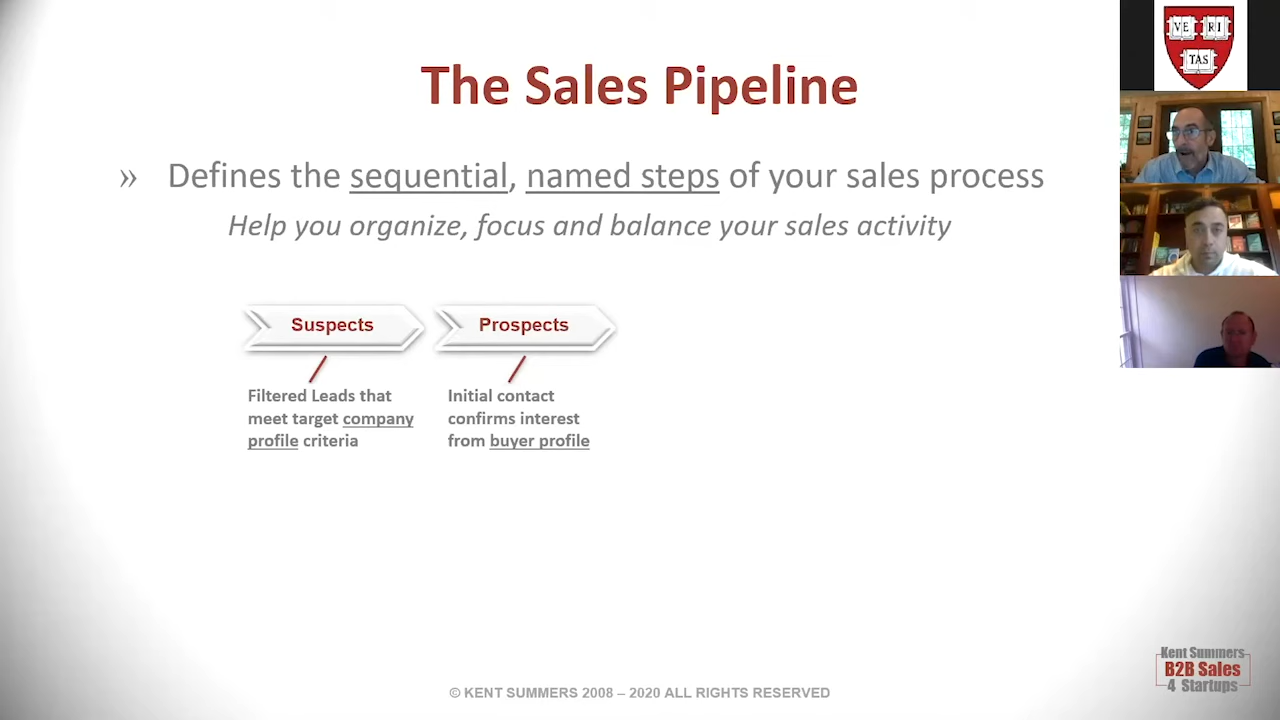 The Sales Pipeline
» Defines the sequential, named steps of your sales process
Help you organize, focus and balance your sales activity
Suspects
Prospects
Filtered Leads that
meet target company
profile criteria
Initial contact
confirms interest
from buyer profile
VE RI
TAS
Kent Summers
B2B Sales
4 Startups
© KENT SUMMERS 2008 – 2020 ALL RIGHTS RESERVED